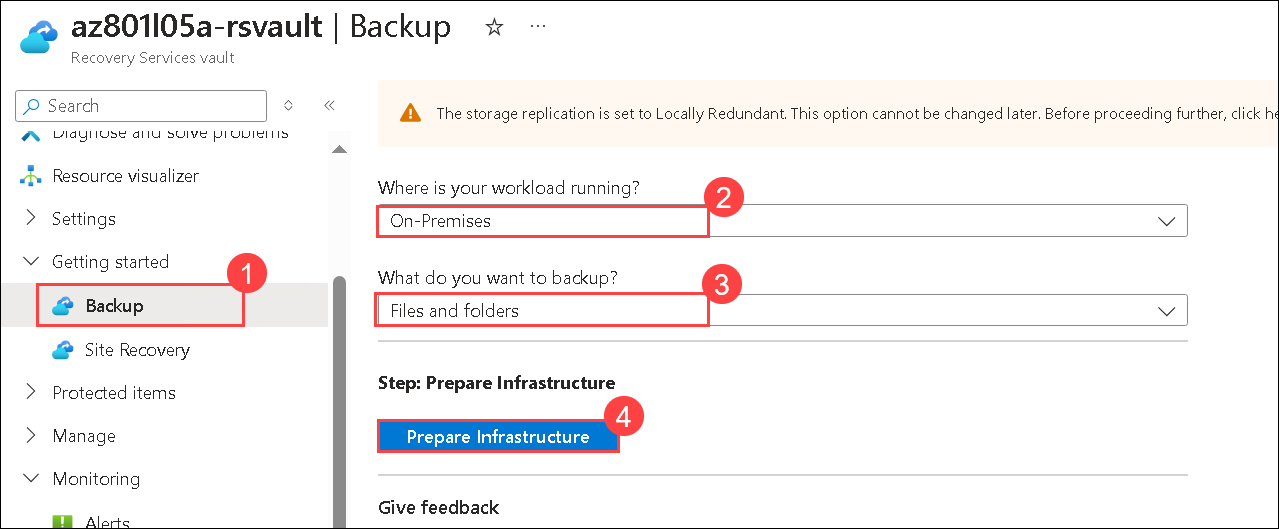 az801l05a-rsvault | Backup
Recovery Services vault
Search
Diagnose and solve problems
Resource visualizer
Settings
Getting started
1
Backup
Site Recovery
Protected items
Manage
Monitoring
Alerts
The storage replication is set to Locally Redundant. This option cannot be changed later. Before proceeding further, click he
Where is your workload running?
2
On-Premises
What do you want to backup?
3
Files and folders
Step: Prepare Infrastructure
4
Prepare Infrastructure
Give feedback